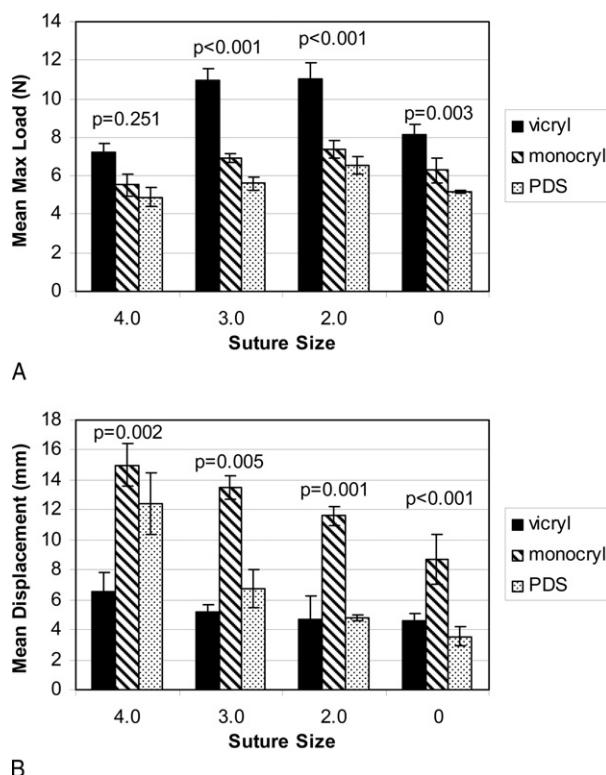 14
12
10
8
6
4
2
0
Mean Max Load (N)
p=0.251
p<0.001
p<0.001
p=0.003
vicryl
monocryl
PDS
4.0 3.0 2.0 0
Suture Size
A
18
16
14
12
10
8
6
4
2
0
Mean Displacement (mm)
p=0.002
p=0.005
p=0.001
p<0.001
vicryl
monocryl
PDS
4.0 3.0 2.0 0
Suture Size
B